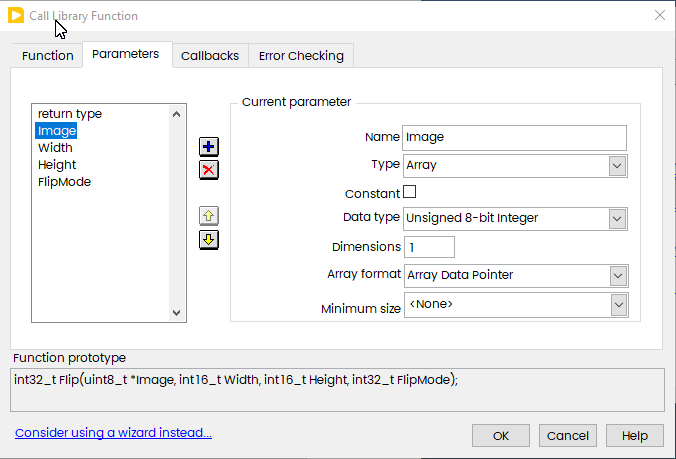 Call Library Function
Function Parameters Callbacks Error Checking
return type
Image
Width
Height
FlipMode
Current parameter
Name Image
Type Array
Constant
Data type Unsigned 8-bit Integer
Dimensions 1
Array format Array Data Pointer
Minimum size <None>
Function prototype
int32_t Flip(uint8_t *Image, int16_t Width, int16_t Height, int32_t FlipMode);
Consider using a wizard instead...
OK Cancel Help